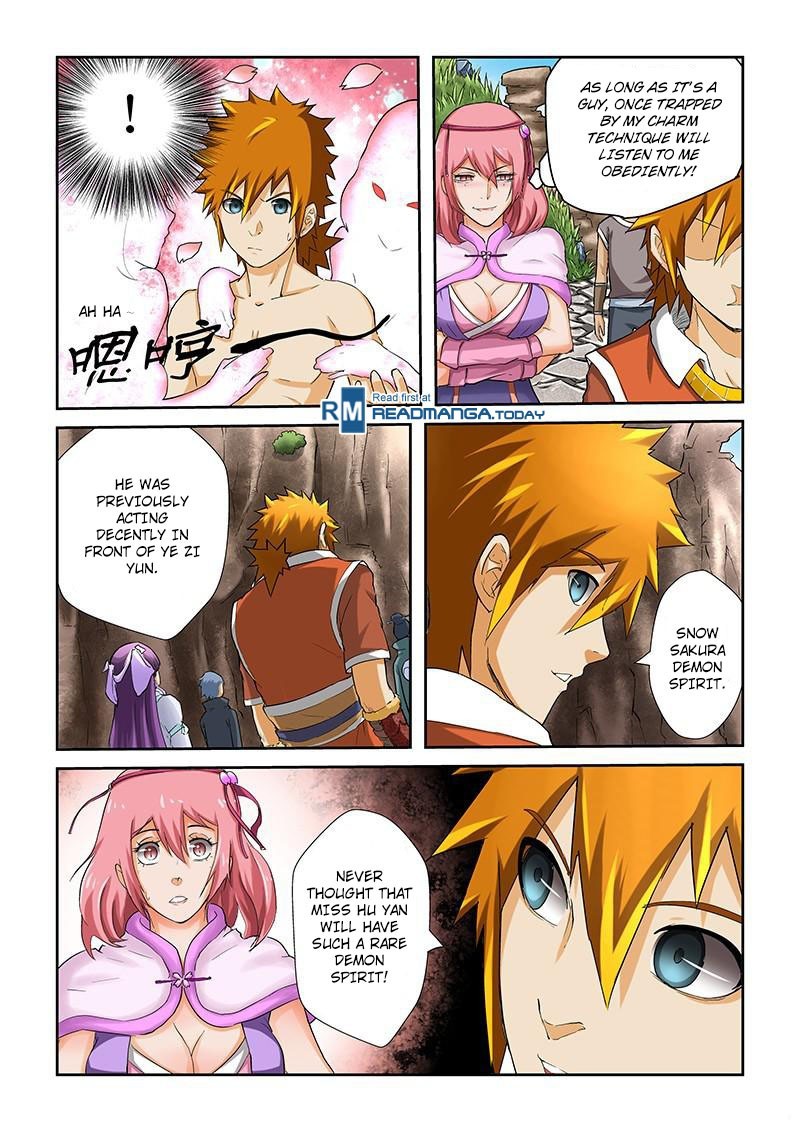 !
AH HA ~
嗯哼
AS LONG AS IT'S A
GUY, ONCE TRAPPED
BY MY CHARM
TECHNIQUE WILL
LISTEN TO ME
OBEDIENTLY!
RM
Read first at
READMANGA.TODAY
HE WAS
PREVIOUSLY
ACTING
DECENTLY IN
FRONT OF YE ZI
YUN.
SNOW
SAKURA
DEMON
SPIRIT.
NEVER
THOUGHT THAT
MISS HU YAN
WILL HAVE
SUCH A RARE
DEMON
SPIRIT!